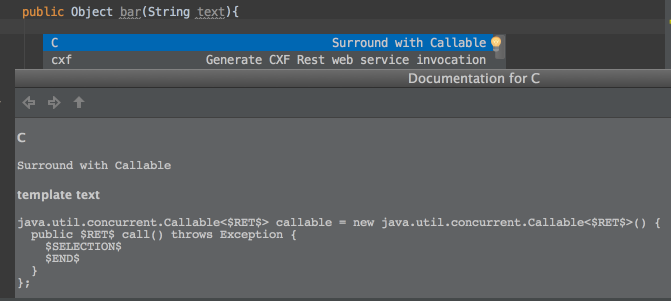 public Object bar(String text){
C Surround with Callable
cxf Generate CXF Rest web service invocation
Documentation for C
C
Surround with Callable
template text
java.util.concurrent.Callable<$RET$> callable = new java.util.concurrent.Callable<$RET$>() {
public $RET$ call() throws Exception {
$SELECTION$
$END$
}
};